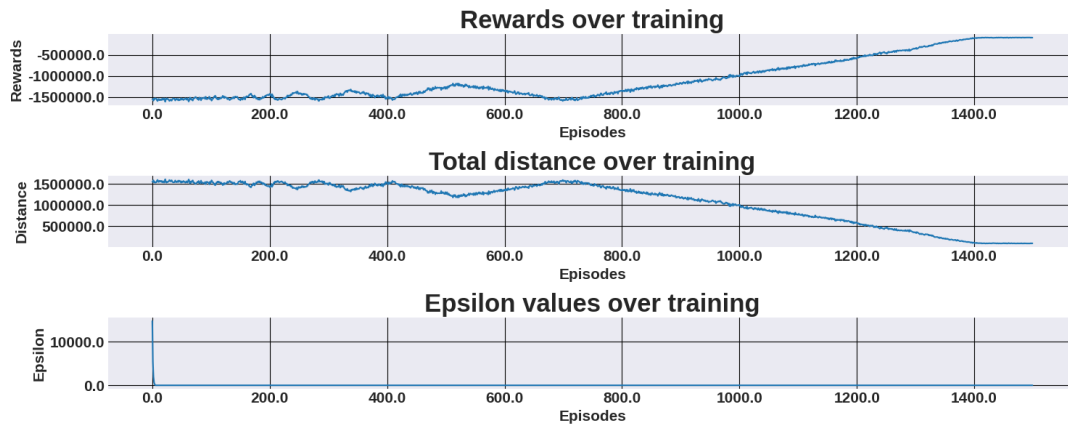 Rewards over training
Rewards
-500000.0
-1000000.0
-1500000.0
0.0 200.0 400.0 600.0 800.0 1000.0 1200.0 1400.0
Episodes
Total distance over training
Distance
1500000.0
1000000.0
500000.0
0.0 200.0 400.0 600.0 800.0 1000.0 1200.0 1400.0
Episodes
Epsilon values over training
Epsilon
10000.0
0.0
0.0 200.0 400.0 600.0 800.0 1000.0 1200.0 1400.0
Episodes